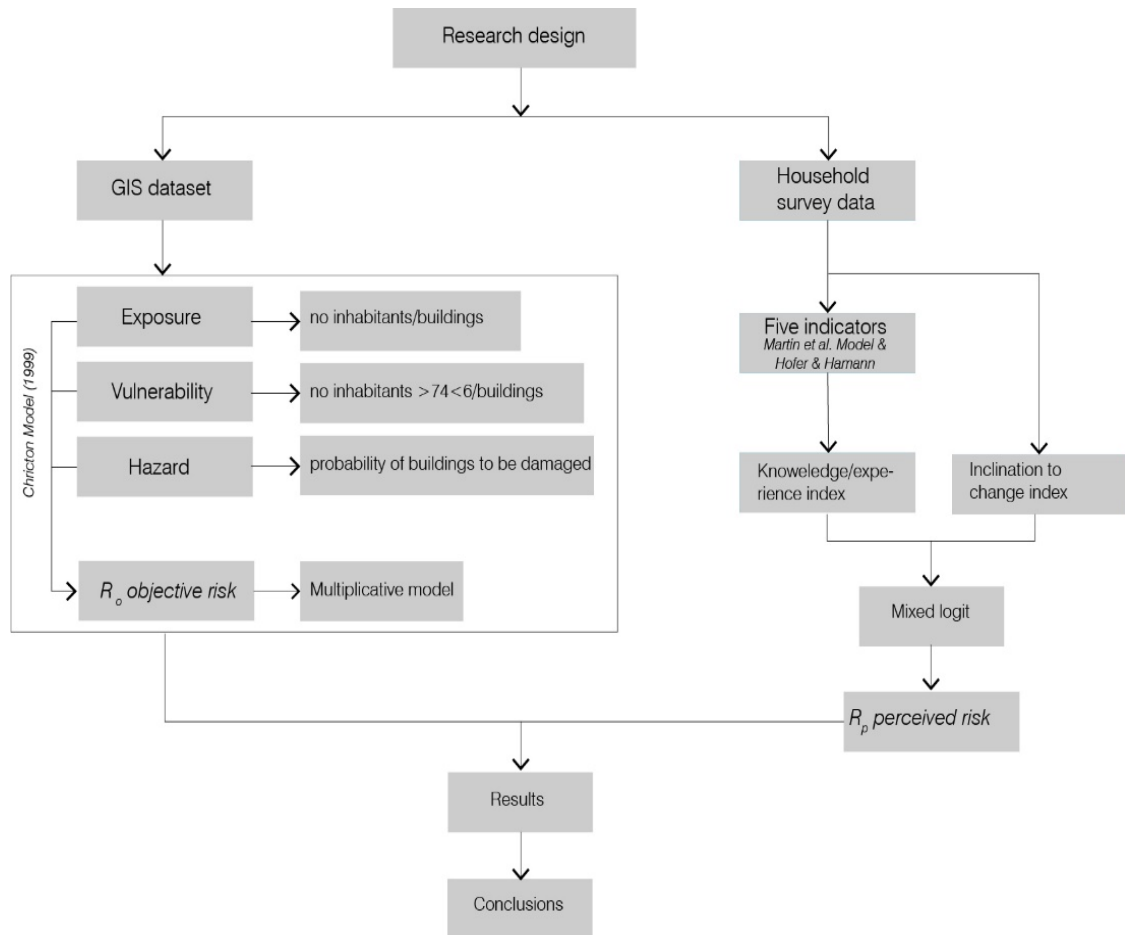 Research design
GIS dataset
Household
survey data
Chricton Model (1999)
Exposure
no inhabitants/buildings
Vulnerability
no inhabitants >74<6/buildings
Hazard
probability of buildings to be damaged
R_o objective risk
Multiplicative model
Five indicators
Martin et al. Model &
Hofer & Hamann
Knoweledge/expe-
rience index
Inclination to
change index
Mixed logit
R_p perceived risk
Results
Conclusions